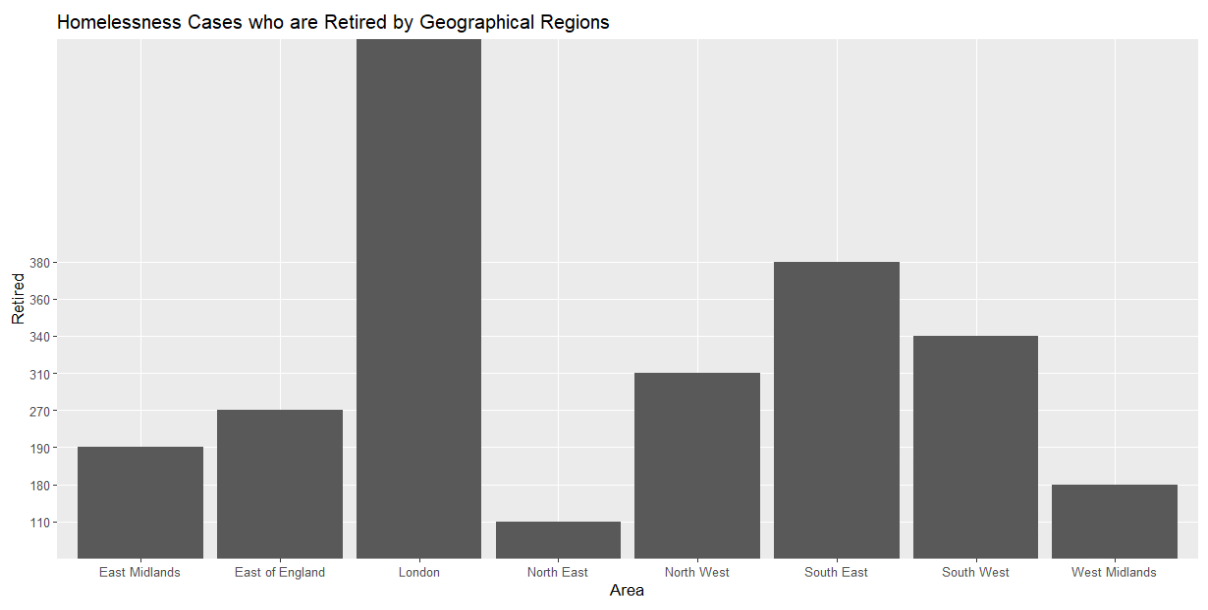 Homelessness Cases who are Retired by Geographical Regions
Retired
380
360
340
310
270
190
180
110
East Midlands East of England London North East North West South East South West West Midlands
Area